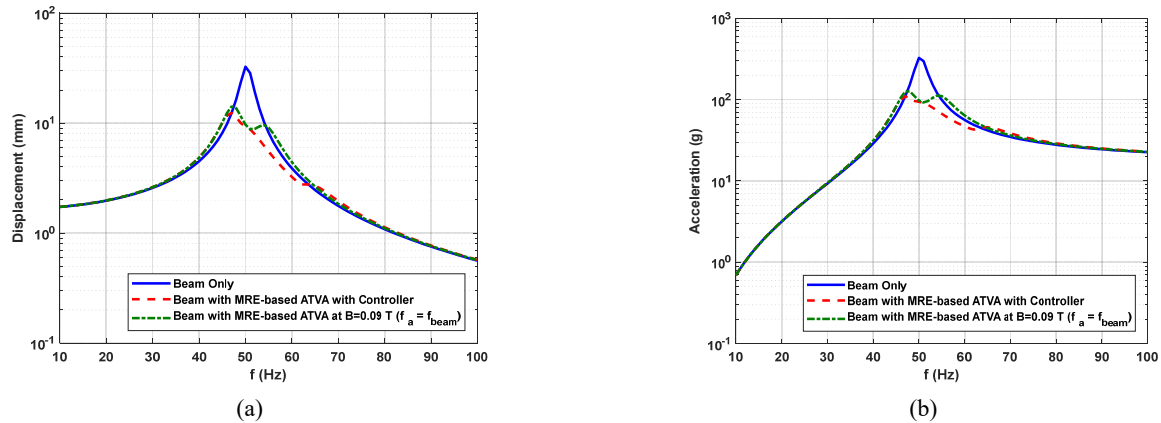 10^2
10^1
10^0
10^-1
Displacement (mm)
Beam Only
Beam with MRE-based ATVA with Controller
Beam with MRE-based ATVA at B=0.09 T (f_a = f_beam)
10 20 30 40 50 60 70 80 90 100
f (Hz)
(a)
10^3
10^2
10^1
10^0
10^-1
Acceleration (g)
Beam Only
Beam with MRE-based ATVA with Controller
Beam with MRE-based ATVA at B=0.09 T (f_a = f_beam)
10 20 30 40 50 60 70 80 90 100
f (Hz)
(b)